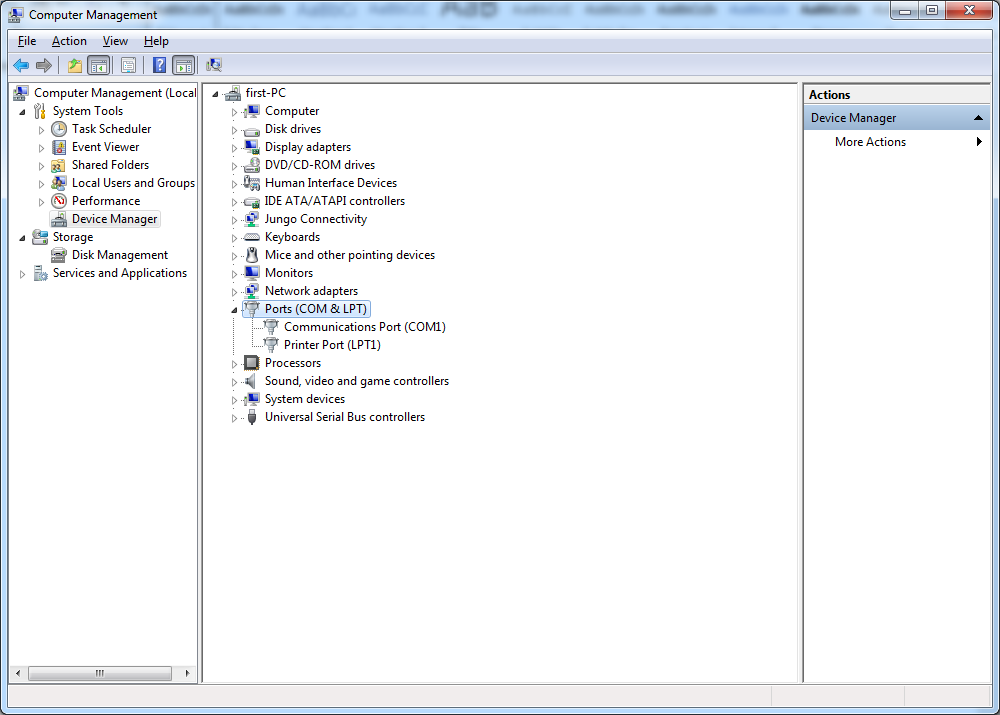 Computer Management
File Action View Help
Computer Management (Local
System Tools
Task Scheduler
Event Viewer
Shared Folders
Local Users and Groups
Performance
Device Manager
Storage
Disk Management
Services and Applications
first-PC
Computer
Disk drives
Display adapters
DVD/CD-ROM drives
Human Interface Devices
IDE ATA/ATAPI controllers
Jungo Connectivity
Keyboards
Mice and other pointing devices
Monitors
Network adapters
Ports (COM & LPT)
Communications Port (COM1)
Printer Port (LPT1)
Processors
Sound, video and game controllers
System devices
Universal Serial Bus controllers
Actions
Device Manager
More Actions